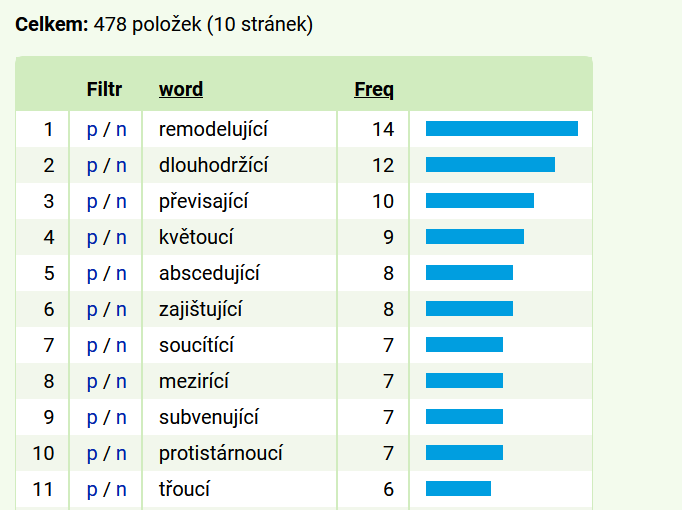 Celkem: 478 položek (10 stránek)
Filtr word Freq
1 p / n remodelující 14
2 p / n dlouhodržící 12
3 p / n převisající 10
4 p / n květoucí 9
5 p / n abscedující 8
6 p / n zajištující 8
7 p / n soucítící 7
8 p / n mezirící 7
9 p / n subvenující 7
10 p / n protistárnoucí 7
11 p / n třoucí 6